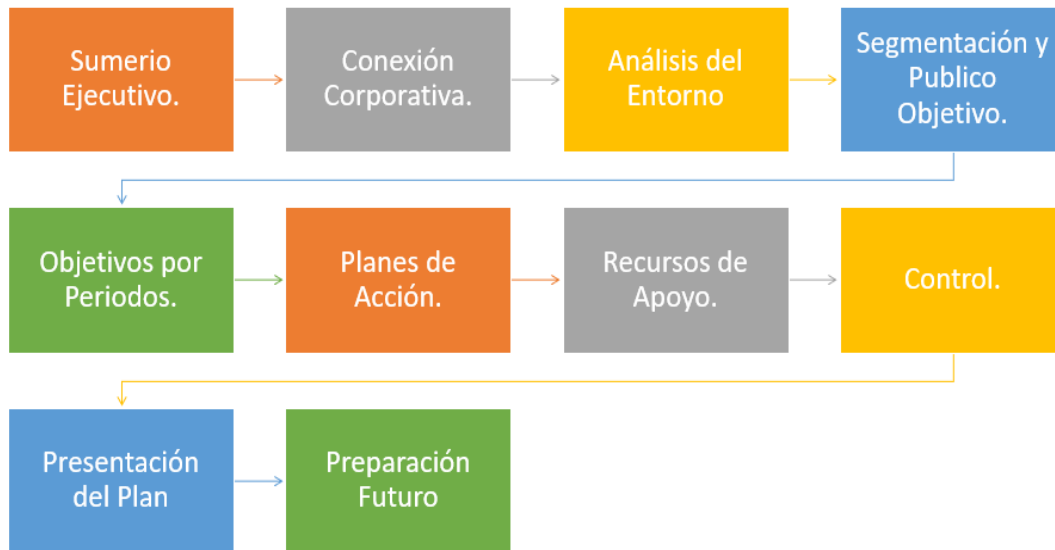 Sumerio
Ejecutivo.
Conexión
Corporativa.
Análisis del
Entorno
Segmentación y
Publico
Objetivo.
Objetivos por
Periodos.
Planes de
Acción.
Recursos de
Apoyo.
Control.
Presentación
del Plan
Preparación
Futuro